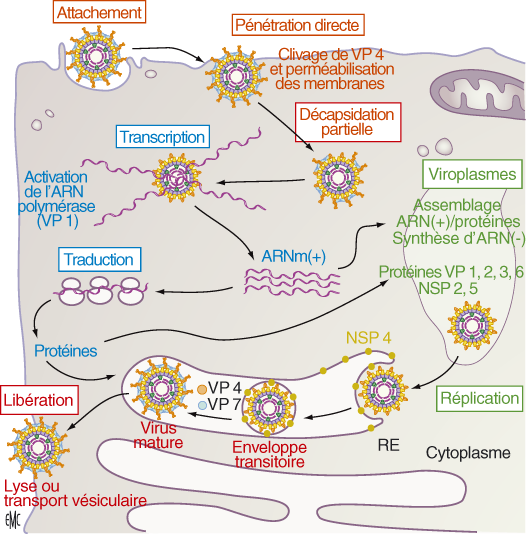 Attachement
Pénétration directe
Clivage de VP 4
et perméabilisation
des membranes
Décapsidation
partielle
Transcription
Activation
de l'ARN
polymérase
(VP 1)
Viroplasmes
Assemblage
ARN(+)/protéines
Synthèse d'ARN(-)
Protéines VP 1, 2, 3, 6
NSP 2, 5
ARNm(+)
Traduction
Protéines
NSP 4
VP 4
VP 7
Libération
Virus
mature
Enveloppe
transitoire
RE
Réplication
Cytoplasme
Lyse ou
transport vésiculaire
EMC